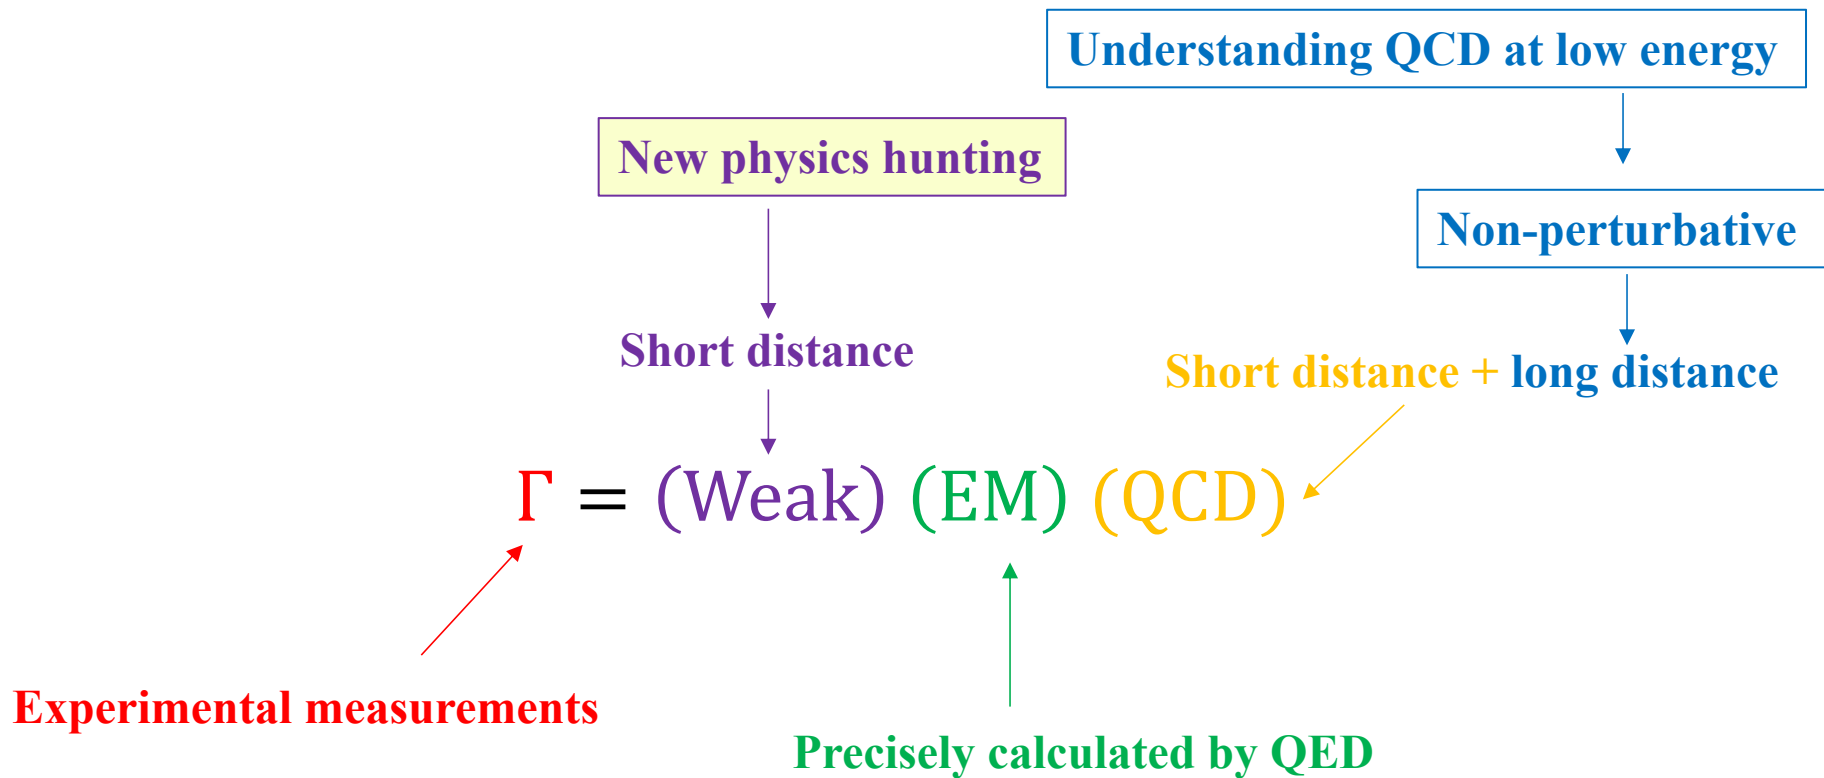 Understanding QCD at low energy
New physics hunting
Non-perturbative
Short distance
Short distance + long distance
Γ = (Weak) (EM) (QCD)
Experimental measurements
Precisely calculated by QED